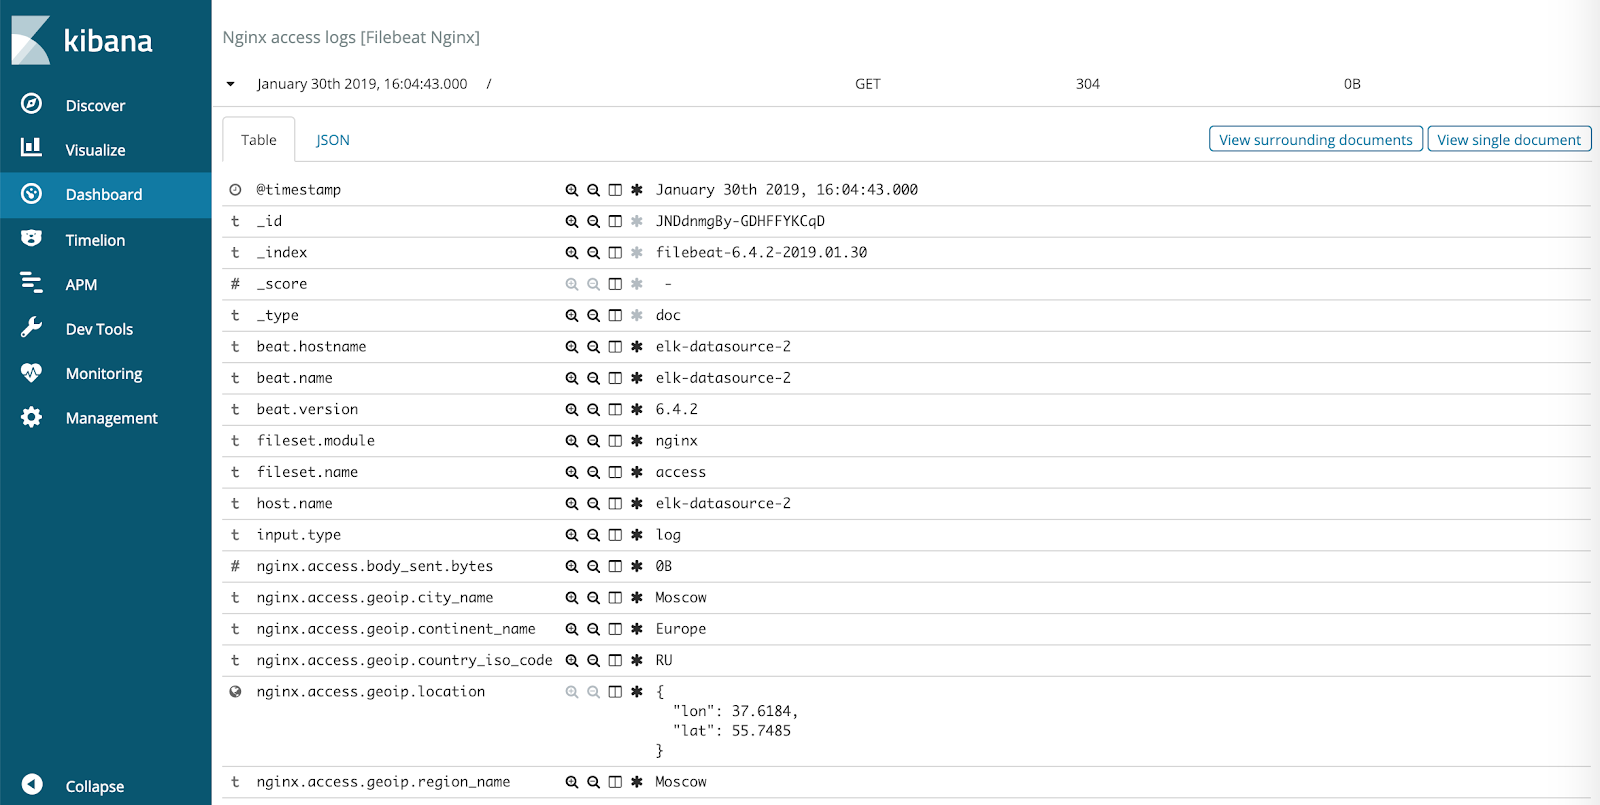 kibana
Discover
Visualize
Dashboard
Timelion
APM
Dev Tools
Monitoring
Management
Collapse
Nginx access logs [Filebeat Nginx]
January 30th 2019, 16:04:43.000 / GET 304 0B
Table JSON View surrounding documents View single document
@timestamp January 30th 2019, 16:04:43.000
t _id JNDdnmgBy-GDHFFYKCqD
t _index filebeat-6.4.2-2019.01.30
# _score -
t _type doc
t beat.hostname elk-datasource-2
t beat.name elk-datasource-2
t beat.version 6.4.2
t fileset.module nginx
t fileset.name access
t host.name elk-datasource-2
t input.type log
# nginx.access.body_sent.bytes 0B
t nginx.access.geoip.city_name Moscow
t nginx.access.geoip.continent_name Europe
t nginx.access.geoip.country_iso_code RU
nginx.access.geoip.location {
"lon": 37.6184,
"lat": 55.7485
}
t nginx.access.geoip.region_name Moscow